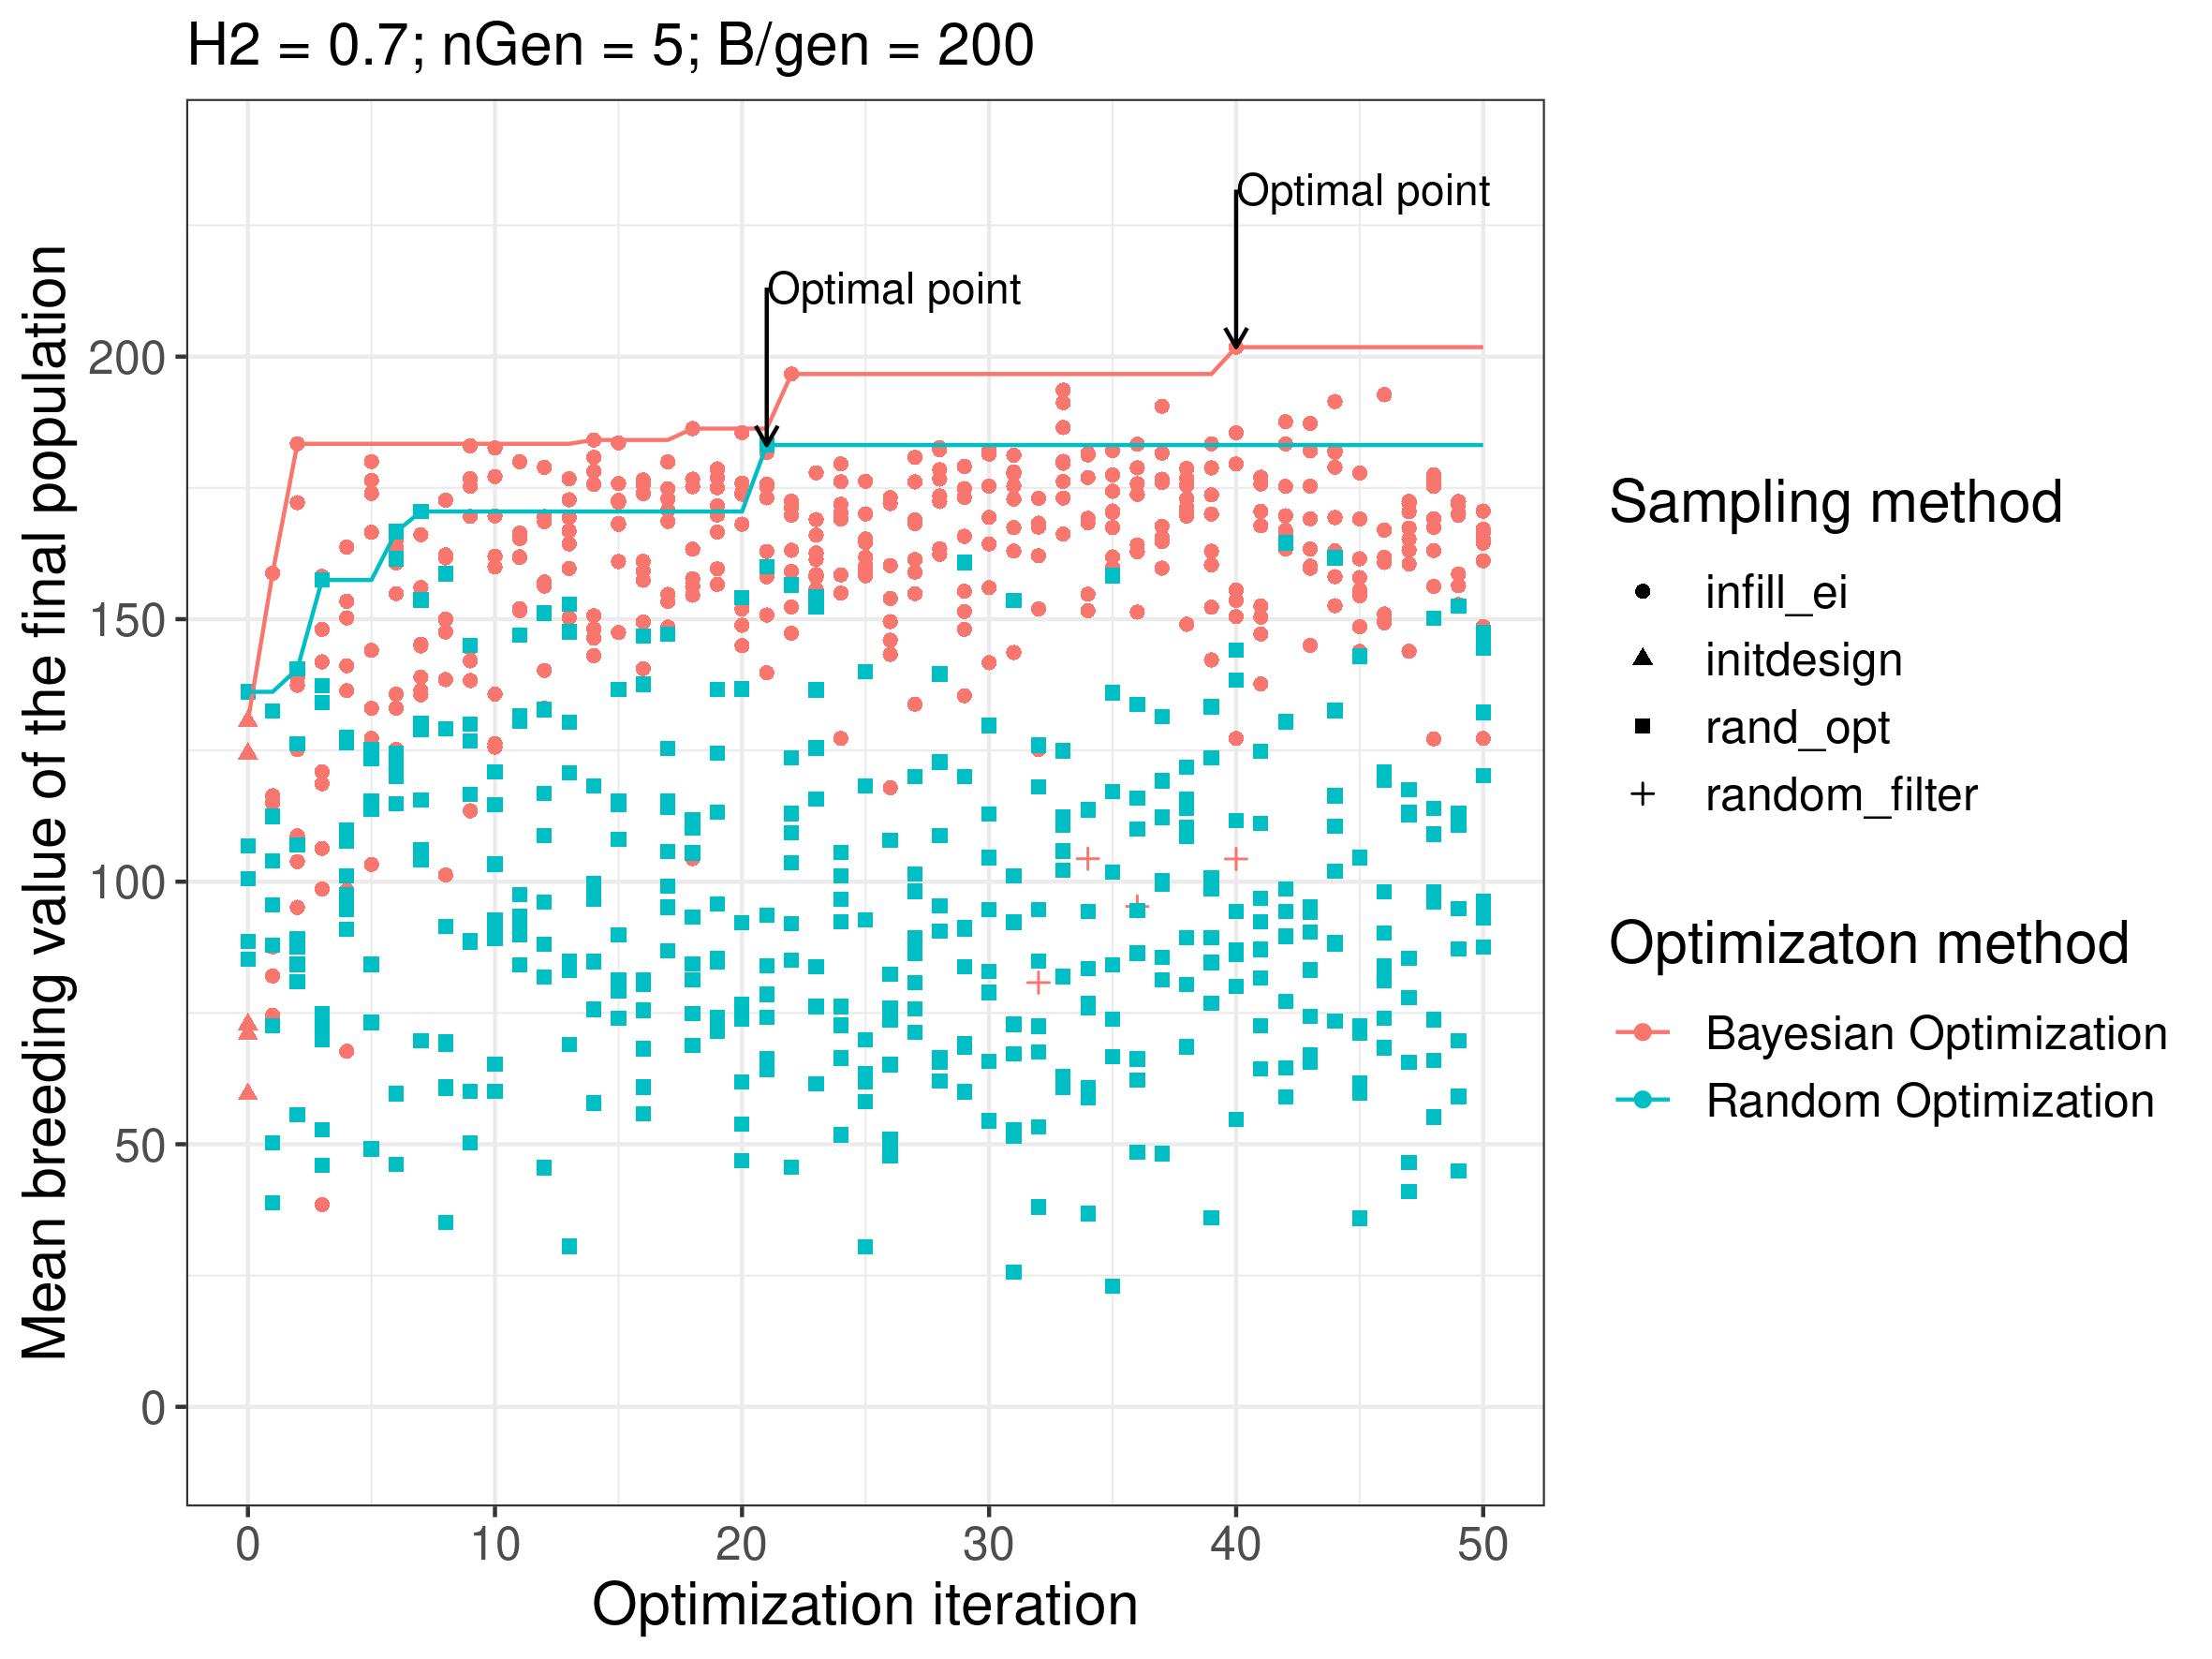 H2 = 0.7; nGen = 5; B/gen = 200
Mean breeding value of the final population
200
150
100
50
0
Optimal point
Optimal point
0 10 20 30 40 50
Optimization iteration
Sampling method
infill_ei
initdesign
rand_opt
random_filter
Optimizaton method
Bayesian Optimization
Random Optimization